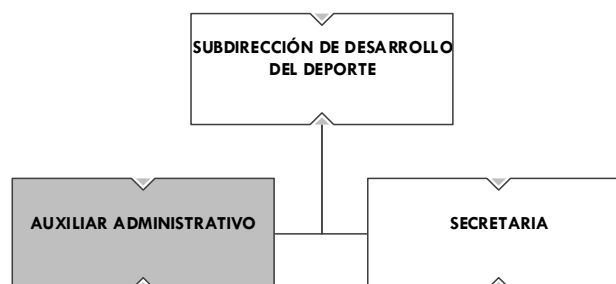 SUBDIRECCIÓN DE DESARROLLO
DEL DEPORTE
AUXILIAR ADMINISTRATIVO
SECRETARIA